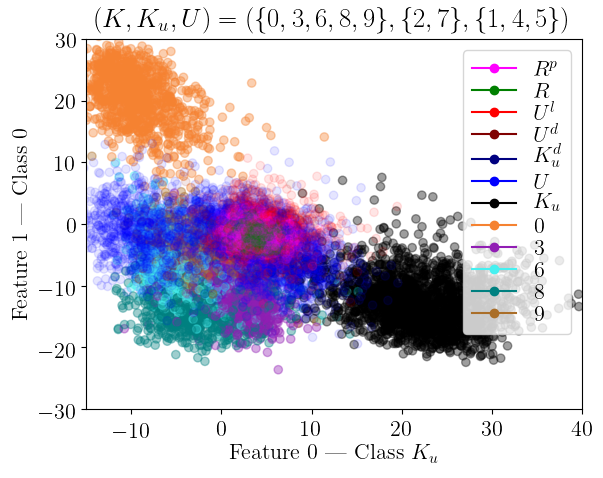 (K, K_u, U) = ({0, 3, 6, 8, 9}, {2, 7}, {1, 4, 5})
30
20
10
0
−10
−20
−30
Feature 1 — Class 0
R^p
R
U^l
U^d
K_u^d
U
K_u
0
3
6
8
9
−10
0
10
20
30
40
Feature 0 — Class K_u